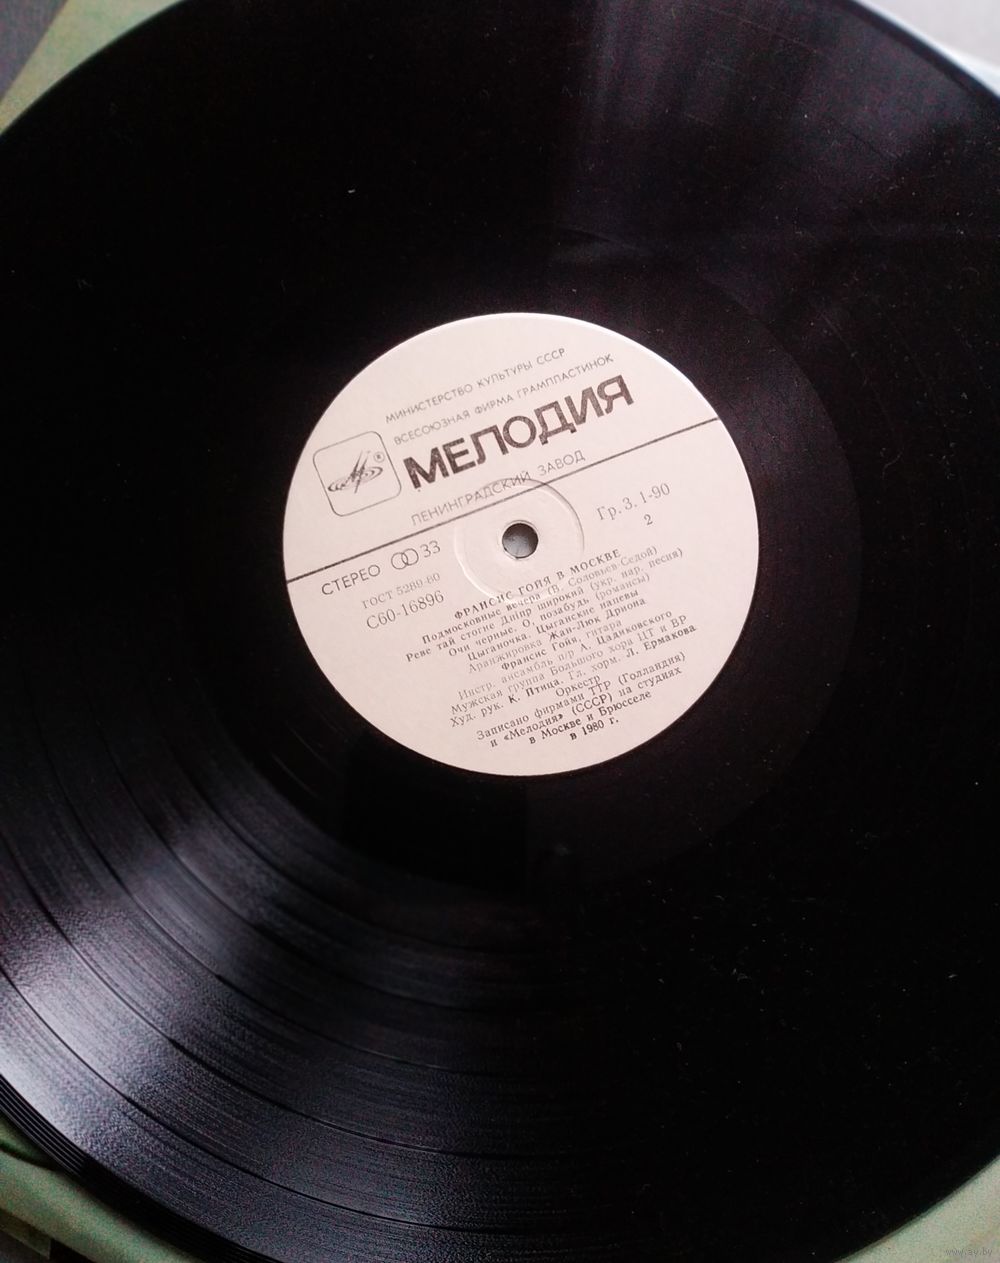 МИНИСТЕРСТВО КУЛЬТУРЫ СССР
ВСЕСОЮЗНАЯ ФИРМА ГРАМПЛАСТИНОК
МЕЛОДИЯ
ЛЕНИНГРАДСКИЙ ЗАВОД
СТЕРЕО 33
ГОСТ 5289-80
С60-16896
Гр. 3. 1-90
2
ФРАНСИС ГОЙЯ В МОСКВЕ
Подмосковные вечера (В. Соловьев-Седой)
Реве тай стогне Дніпр широкий (укр. нар. песня)
Очи черные. О, позабудь (романсы)
Цыганочка. Цыганские напевы
Аранжировка Жан-Люк Дриона
Франсис Гойя, гитара
Инстр. ансамбль п/р А. Цадиковского
Мужская группа Большого хора ЦТ и ВР
Худ. рук. К. Птица. Гл. хорм. Л. Ермакова
Оркестр
Записано фирмами ТТР (Голландия)
и «Мелодия» (СССР) на студиях
в Москве и Брюсселе
в 1980 г.
www.ay.by